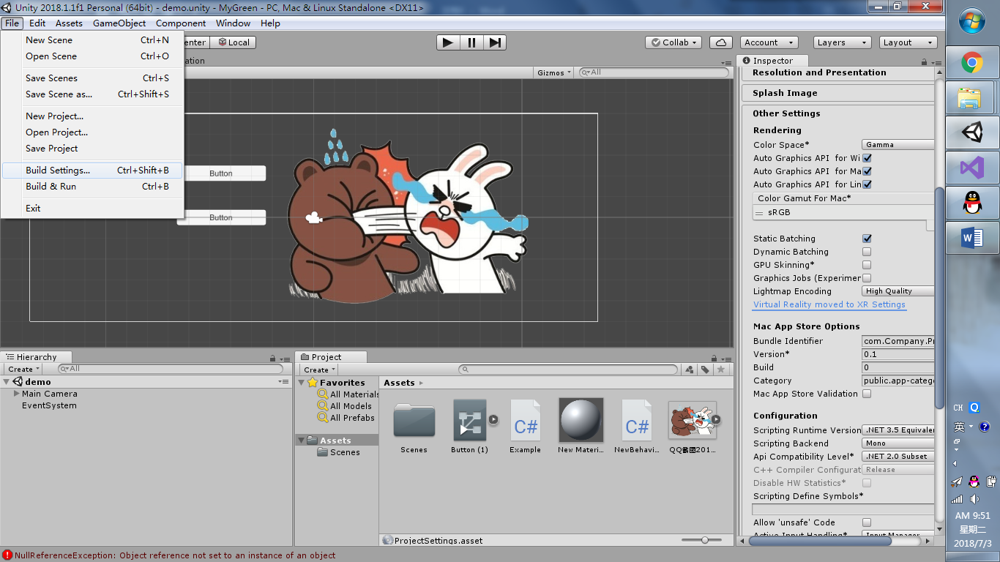 Unity 2018.1.1f1 Personal (64bit) - demo.unity - MyGreen - PC, Mac & Linux Standalone <DX11>
File Edit Assets GameObject Component Window Help
New Scene Ctrl+N
Open Scene Ctrl+O
Save Scenes Ctrl+S
Save Scene as... Ctrl+Shift+S
New Project...
Open Project...
Save Project
Build Settings... Ctrl+Shift+B
Build & Run Ctrl+B
Exit
enter Local
Collab Account Layers Layout
ation
Gizmos All
Button
Button
Inspector
Resolution and Presentation
Splash Image
Other Settings
Rendering
Color Space* Gamma
Auto Graphics API for Wi
Auto Graphics API for Ma
Auto Graphics API for Lin
Color Gamut For Mac*
sRGB
Static Batching
Dynamic Batching
GPU Skinning*
Graphics Jobs (Experimer
Lightmap Encoding High Quality
Virtual Reality moved to XR Settings
Mac App Store Options
Bundle Identifier com.Company.Pr
Version* 0.1
Build 0
Category public.app-catego
Mac App Store Validation
Configuration
Scripting Runtime Version .NET 3.5 Equivaler
Scripting Backend Mono
Api Compatibility Level* .NET 2.0 Subset
C++ Compiler Configurat Release
Disable HW Statistics*
Scripting Define Symbols*
Allow 'unsafe' Code
Active Input Handling* Input Manager
Hierarchy
Create All
demo
Main Camera
EventSystem
Project
Create
Favorites
All Materials
All Models
All Prefabs
Assets
Scenes
Assets
C# C#
Scenes Button (1) Example New Materi... NewBehavi... QQ截图201...
ProjectSettings.asset
NullReferenceException: Object reference not set to an instance of an object
CH
英
AM 9:51
星期二
2018/7/3